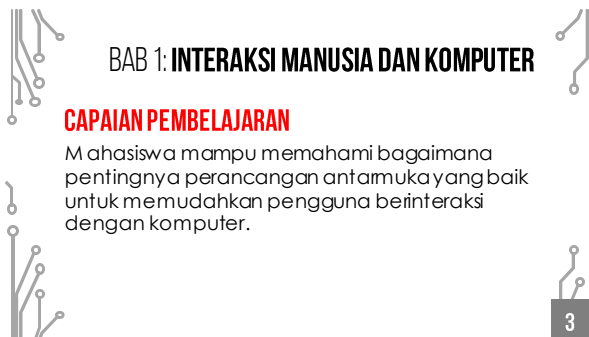 BAB 1: INTERAKSI MANUSIA DAN KOMPUTER
CAPAIAN PEMBELAJARAN
Mahasiswa mampu memahami bagaimana
pentingnya perancangan antarmuka yang baik
untuk memudahkan pengguna berinteraksi
dengan komputer.
3